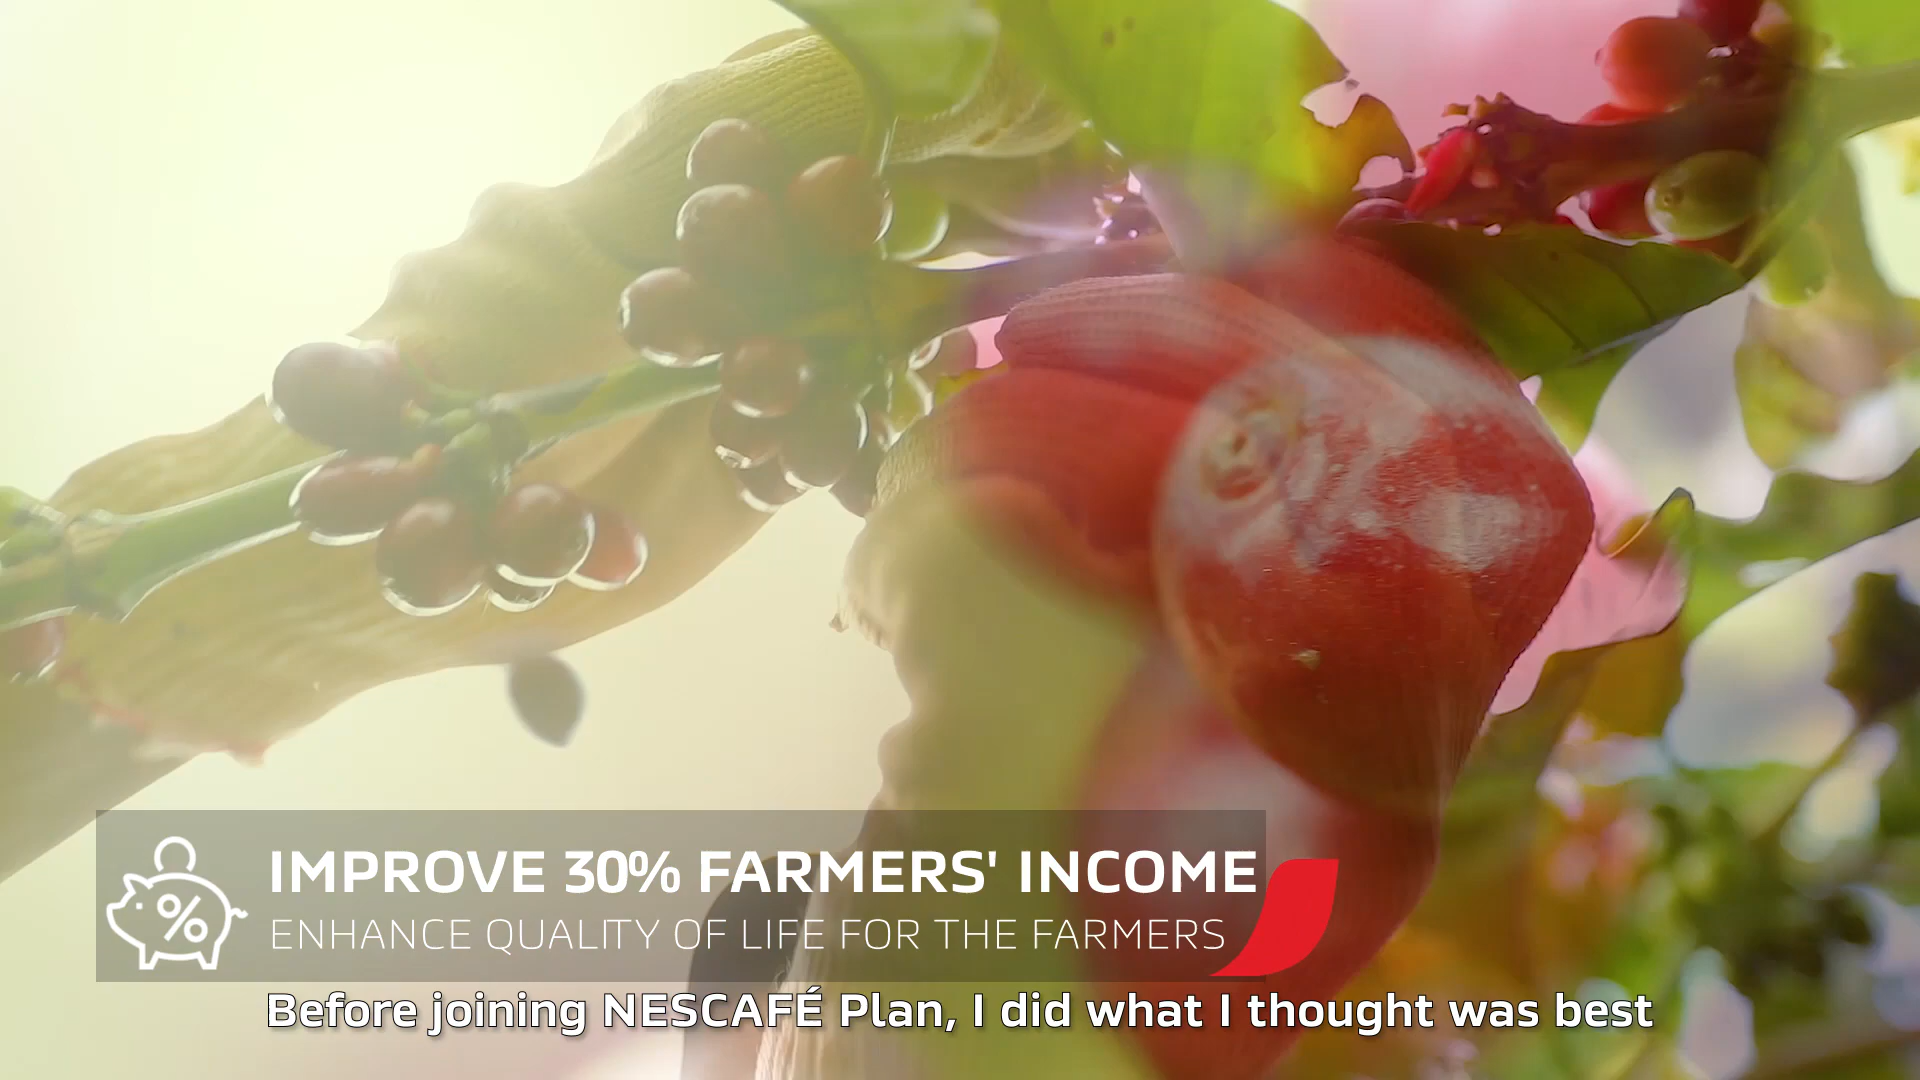 IMPROVE 30% FARMERS' INCOME
ENHANCE QUALITY OF LIFE FOR THE FARMERS
Before joining NESCAFÉ Plan, I did what I thought was best